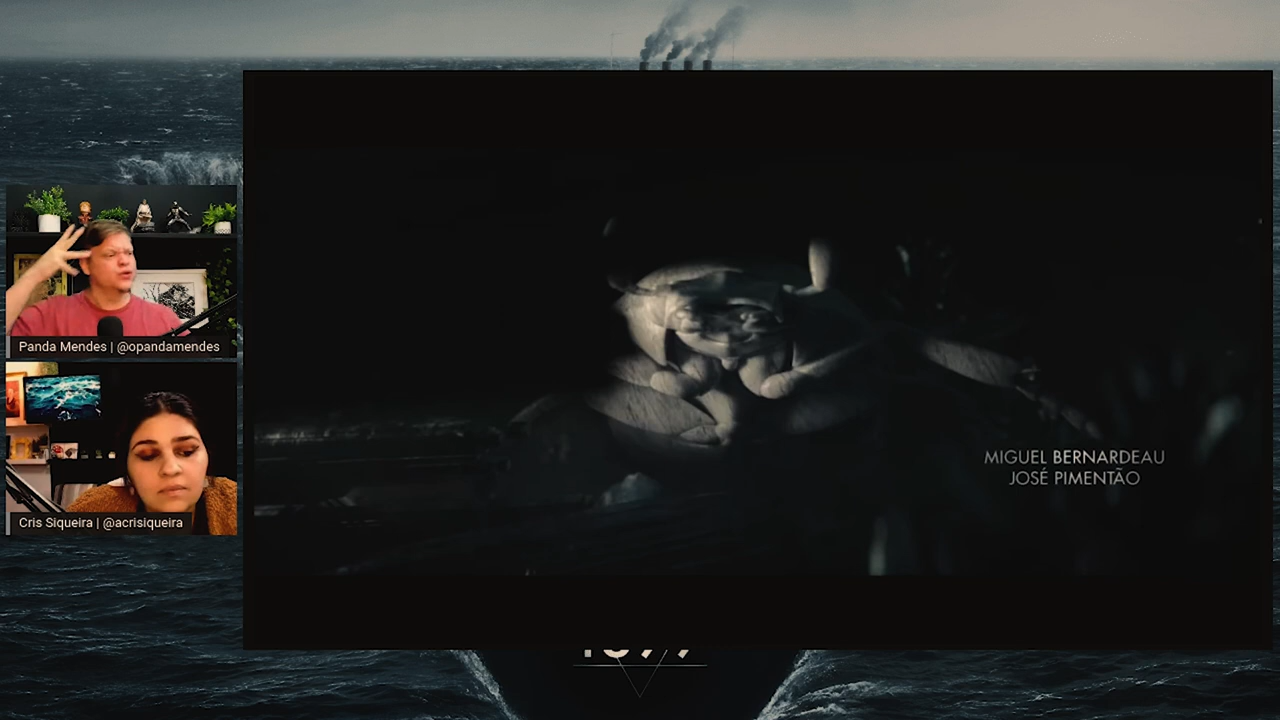 Panda Mendes | @opandamendes
Cris Siqueira | @acrisiqueira
MIGUEL BERNARDEAU
JOSÉ PIMENTÃO